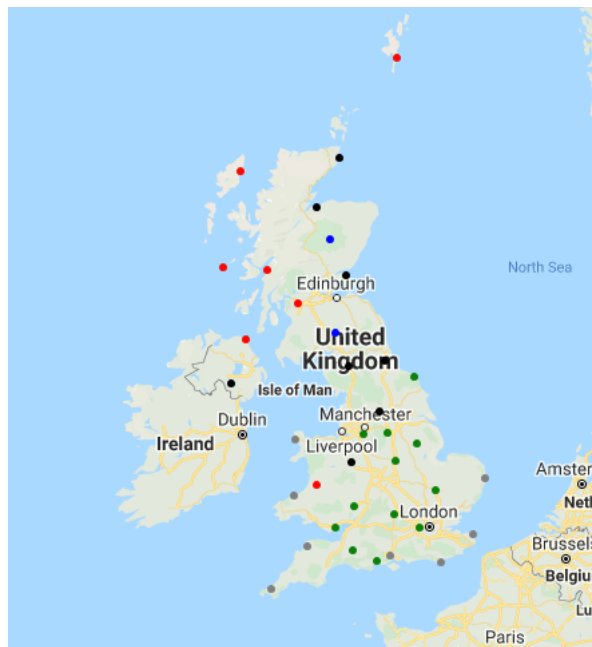 North Sea
Edinburgh
United
Kingdom
Isle of Man
Dublin
Manchester
Ireland
Liverpool
Amster
Neth
London
Brussels
Belgiu
Lu
Paris